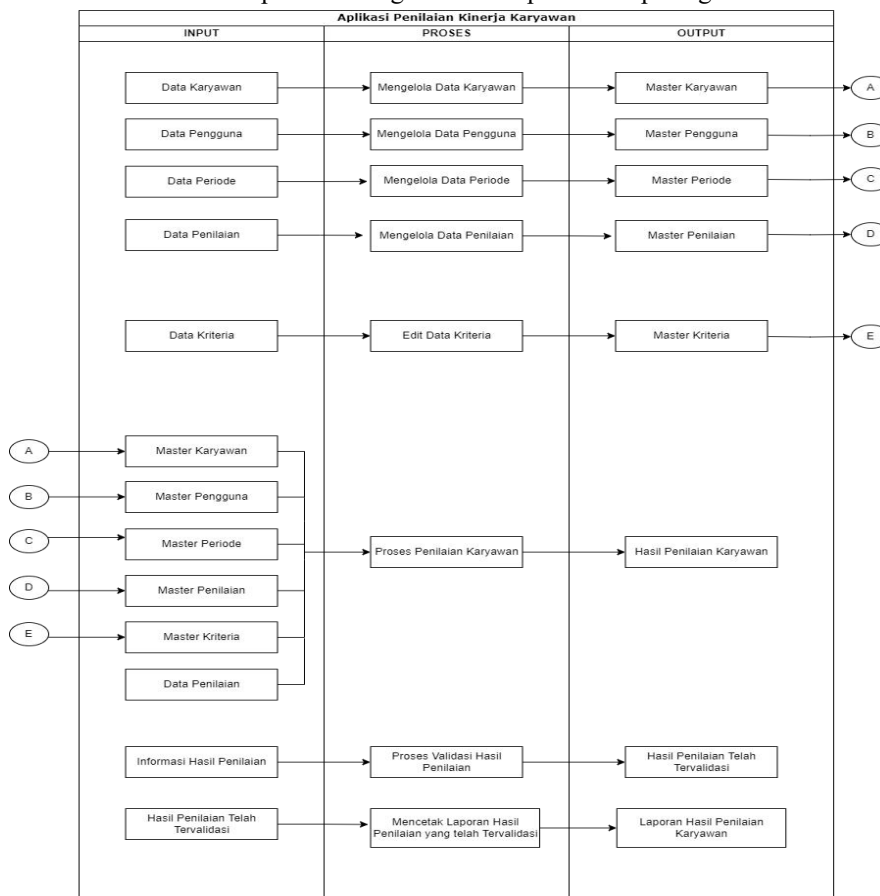 Aplikasi Penilaian Kinerja Karyawan
INPUT PROSES OUTPUT
Data Karyawan Mengelola Data Karyawan Master Karyawan A
Data Pengguna Mengelola Data Pengguna Master Pengguna B
Data Periode Mengelola Data Periode Master Periode C
Data Penilaian Mengelola Data Penilaian Master Penilaian D
Data Kriteria Edit Data Kriteria Master Kriteria E
A Master Karyawan
B Master Pengguna
C Master Periode
Proses Penilaian Karyawan Hasil Penilaian Karyawan
D Master Penilaian
E Master Kriteria
Data Penilaian
Informasi Hasil Penilaian
Proses Validasi Hasil
Penilaian
Hasil Penilaian Telah
Tervalidasi
Hasil Penilaian Telah
Tervalidasi
Mencetak Laporan Hasil
Penilaian yang telah Tervalidasi
Laporan Hasil Penilaian
Karyawan